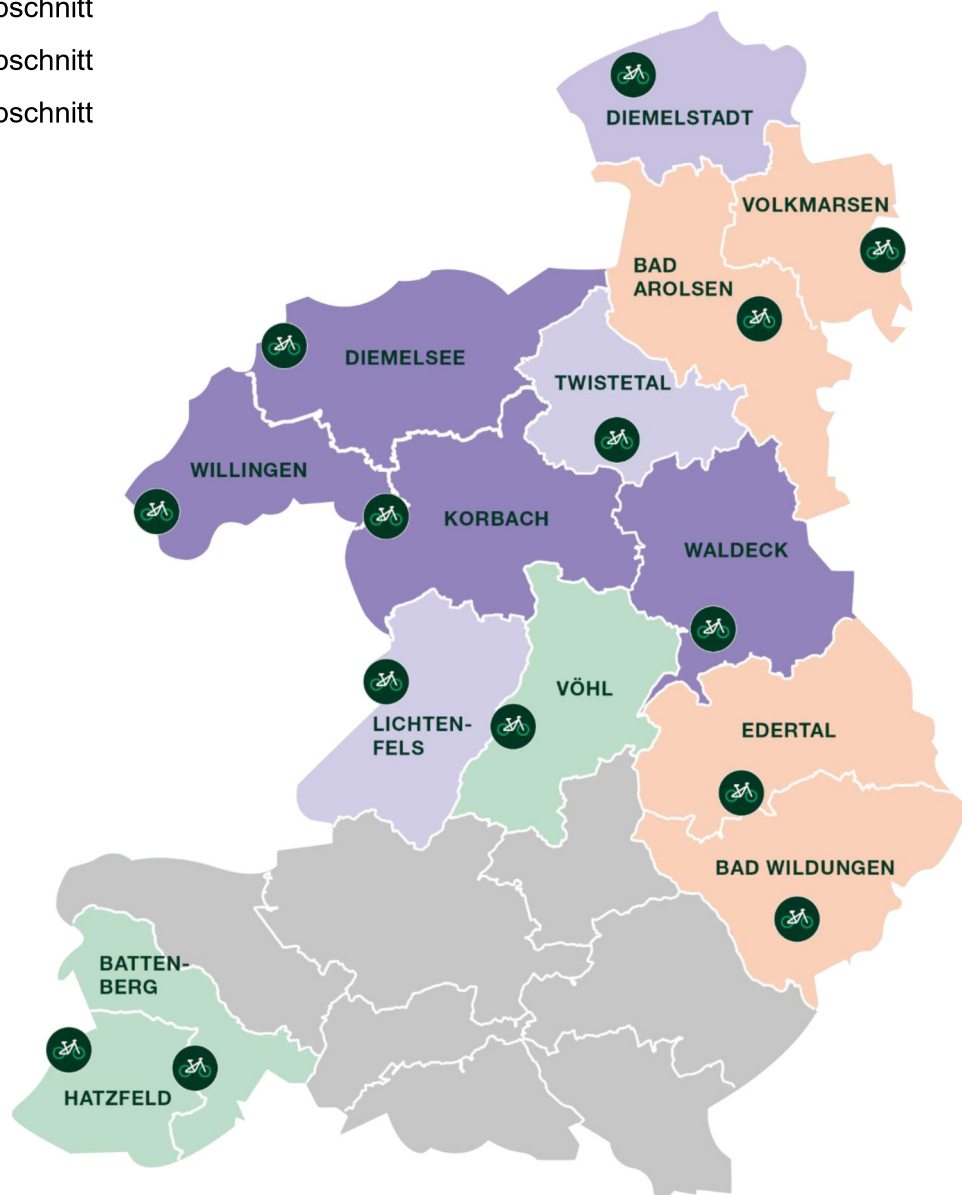 oschnitt
oschnitt
oschnitt
DIEMELSTADT
VOLKMARSEN
BAD
AROLSEN
DIEMELSEE
TWISTETAL
WILLINGEN
KORBACH
WALDECK
VÖHL
LICHTEN-
FELS
EDERTAL
BAD WILDUNGEN
BATTEN-
BERG
HATZFELD